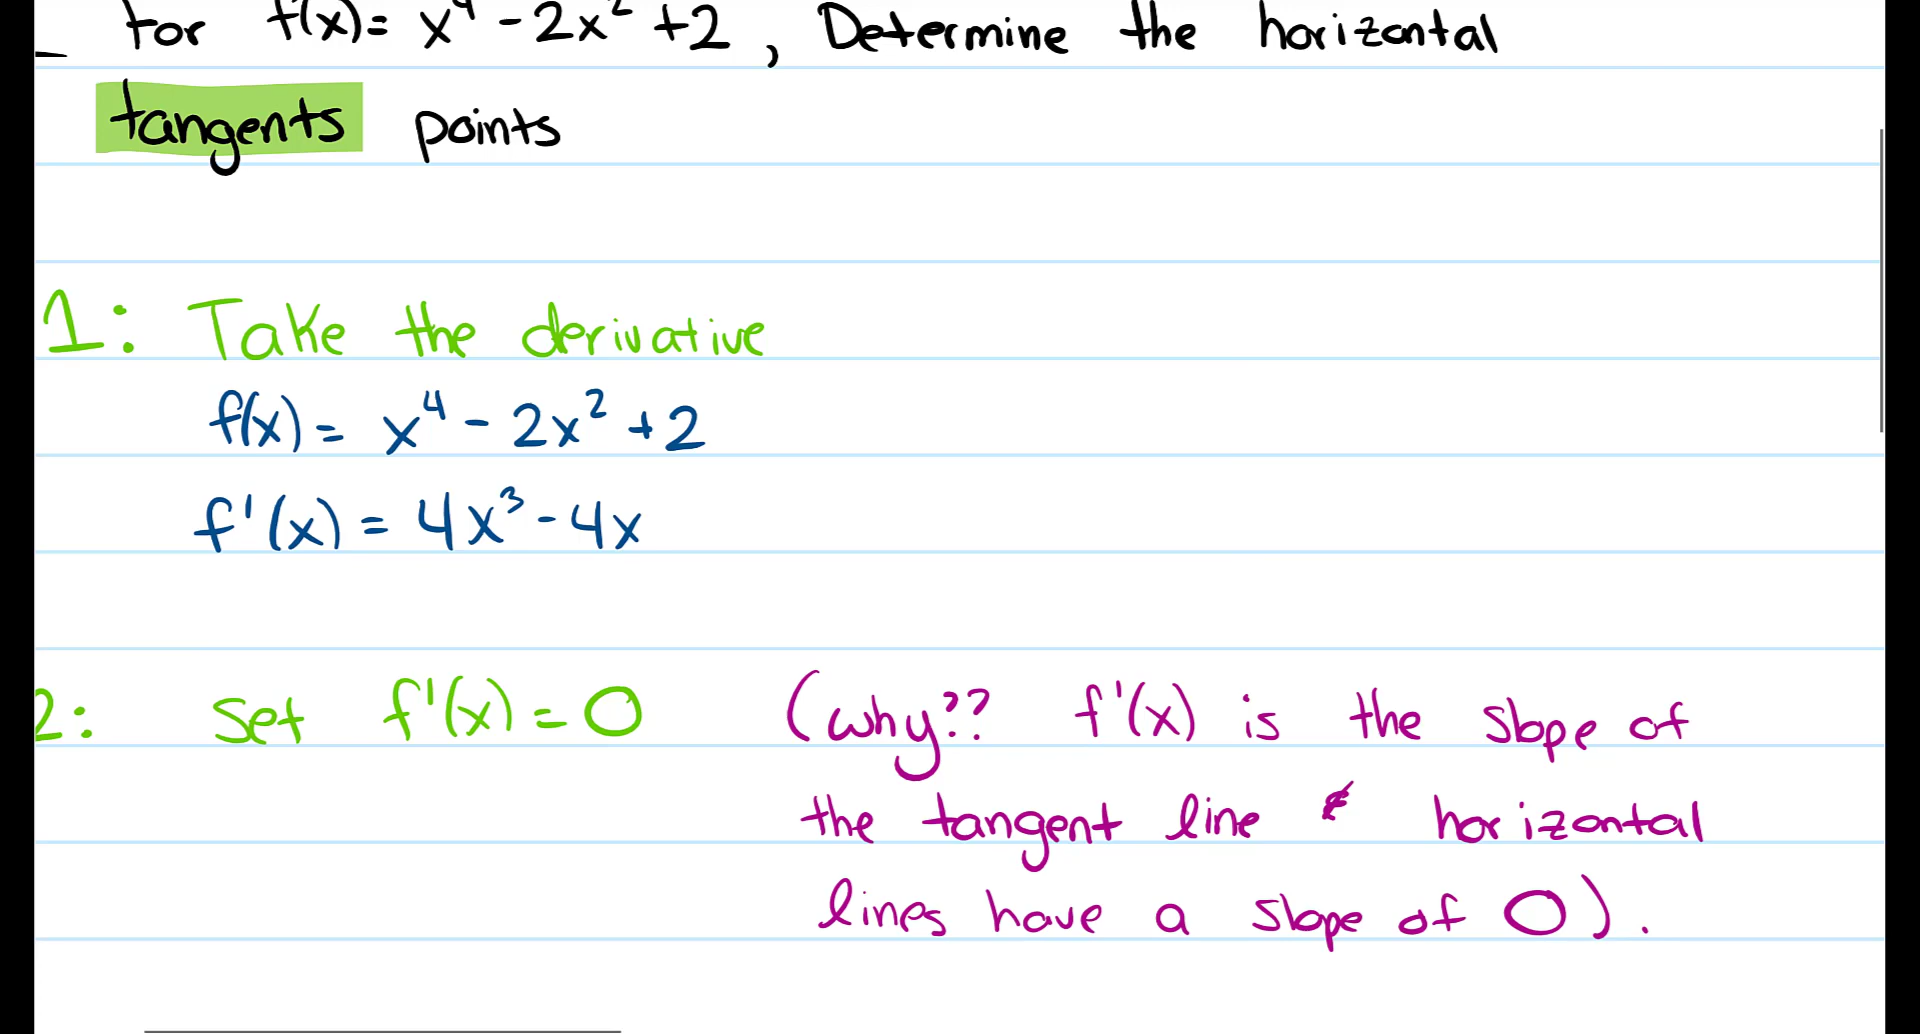 For f(x)= x⁴ - 2x² +2, Determine the horizontal
tangents points
1: Take the derivative
f(x) = x⁴ - 2x² +2
f'(x) = 4x³ - 4x
2: Set f'(x) = 0 (why?? f'(x) is the slope of
the tangent line & horizontal
lines have a slope of 0).